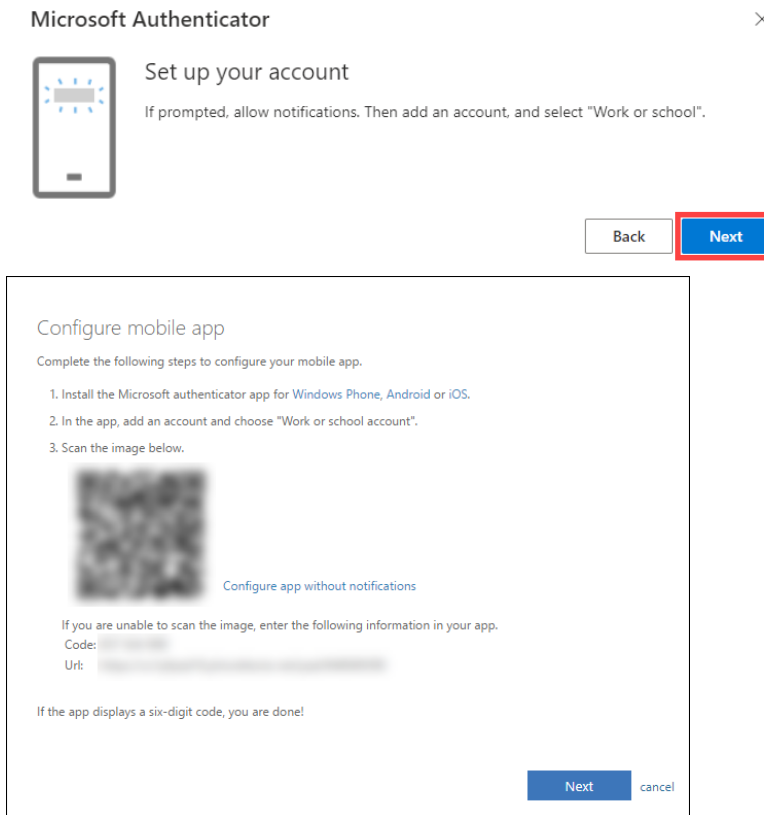 Microsoft Authenticator
Set up your account
If prompted, allow notifications. Then add an account, and select "Work or school".
Back
Next
Configure mobile app
Complete the following steps to configure your mobile app.
1. Install the Microsoft authenticator app for Windows Phone, Android or iOS.
2. In the app, add an account and choose "Work or school account".
3. Scan the image below.
Configure app without notifications
If you are unable to scan the image, enter the following information in your app.
Code:
Url:
If the app displays a six-digit code, you are done!
Next
cancel